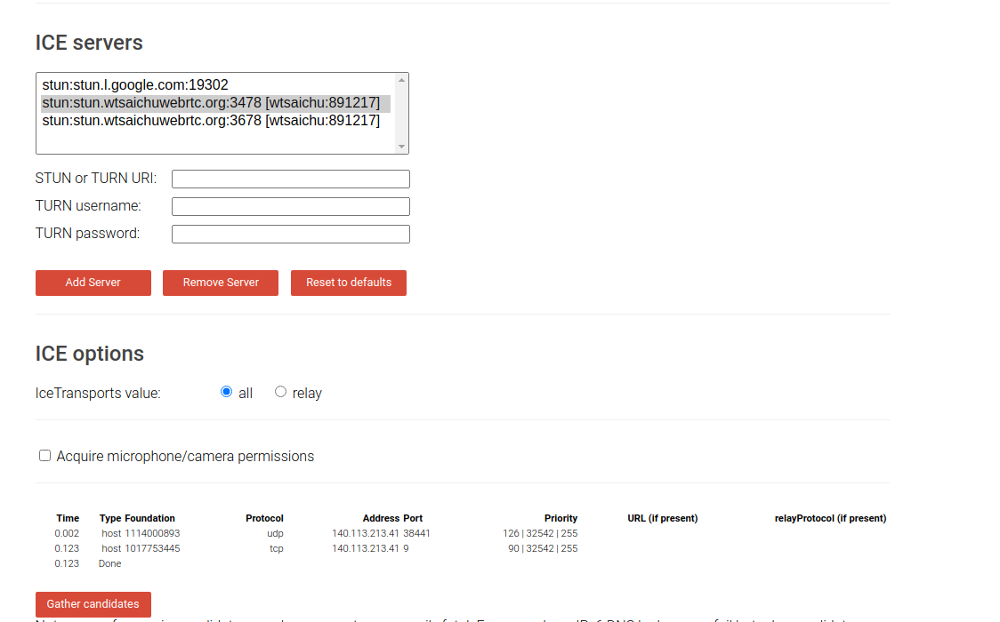 ICE servers
stun:stun.l.google.com:19302
stun:stun.wtsaichuwebrtc.org:3478 [wtsaichu:891217]
stun:stun.wtsaichuwebrtc.org:3678 [wtsaichu:891217]
STUN or TURN URI:
TURN username:
TURN password:
Add Server Remove Server Reset to defaults
ICE options
IceTransports value: all relay
Acquire microphone/camera permissions
Time Type Foundation Protocol Address Port Priority URL (if present) relayProtocol (if present)
0.002 host 1114000893 udp 140.113.213.41 38441 126 | 32542 | 255
0.123 host 1017753445 tcp 140.113.213.41 9 90 | 32542 | 255
0.123 Done
Gather candidates